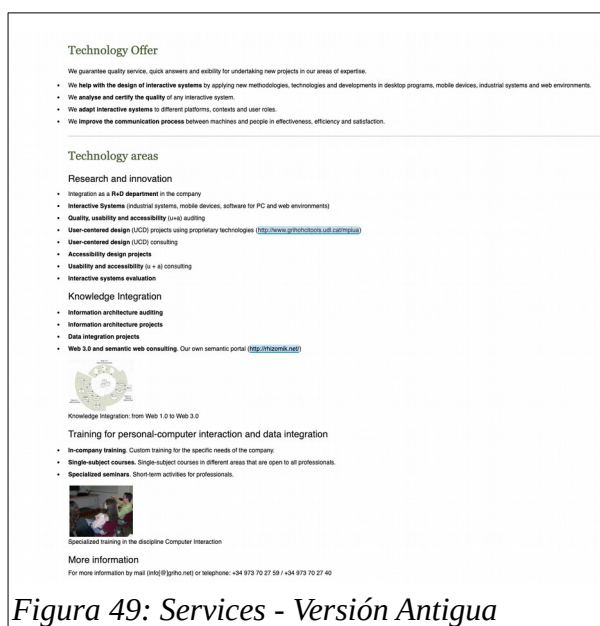 Technology Offer
We guarantee quality service, quick answers and exibility for undertaking new projects in our areas of expertise.
• We help with the design of interactive systems by applying new methodologies, technologies and developments in desktop programs, mobile devices, industrial systems and web environments.
• We analyse and certify the quality of any interactive system.
• We adapt interactive systems to different platforms, contexts and user roles.
• We improve the communication process between machines and people in effectiveness, efficiency and satisfaction.
Technology areas
Research and innovation
• Integration as a R+D department in the company
• Interactive Systems (industrial systems, mobile devices, software for PC and web environments)
• Quality, usability and accessibility (u+a) auditing
• User-centered design (UCD) projects using proprietary technologies (http://www.grihohcitools.udl.cat/mpiua)
• User-centered design (UCD) consulting
• Accessibility design projects
• Usability and accessibility (u + a) consulting
• Interactive systems evaluation
Knowledge Integration
• Information architecture auditing
• Information architecture projects
• Data integration projects
• Web 3.0 and semantic web consulting. Our own semantic portal (http://rhizomik.net/)
Knowledge Integration: from Web 1.0 to Web 3.0
Training for personal-computer interaction and data integration
• In-company training. Custom training for the specific needs of the company.
• Single-subject courses. Single-subject courses in different areas that are open to all professionals.
• Specialized seminars. Short-term activities for professionals.
Specialized training in the discipline Computer Interaction
More information
For more information by mail (info[@]griho.net) or telephone: +34 973 70 27 59 / +34 973 70 27 40
Figura 49: Services - Versión Antigua